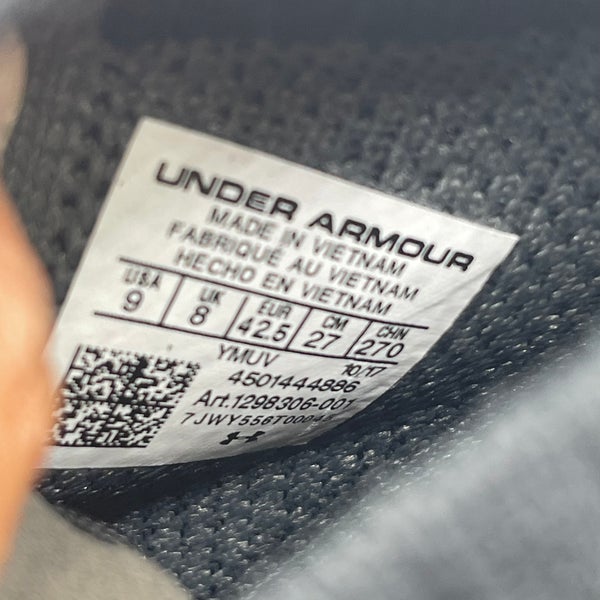 UNDER ARMOUR
MADE IN VIETNAM
FABRIQUÉ AU VIETNAM
HECHO EN VIETNAM
USA UK EUR CM CHN
9 8 42.5 27 270
YMUV 10/17
4501444886
Art.1298306-001